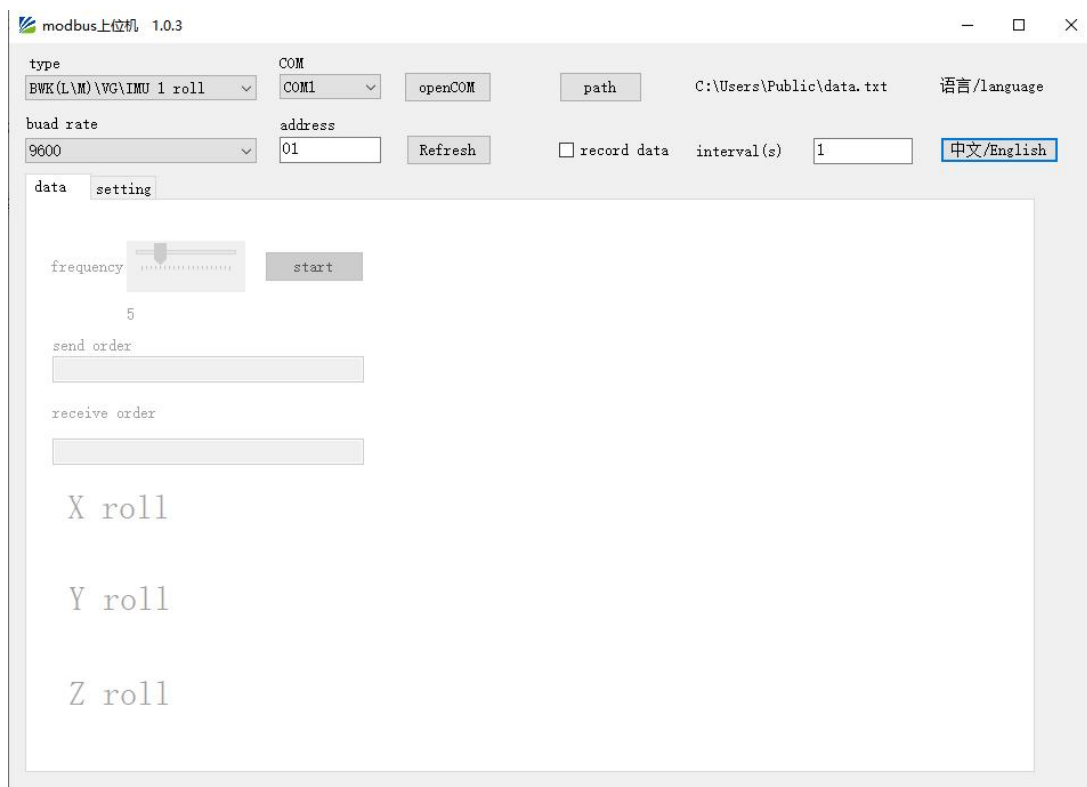 modbus上位机 1.0.3
type
COM
BWK(L\M)\VG\IMU 1 roll
COM1
openCOM
path
C:\Users\Public\data.txt
语言/language
buad rate
address
9600
01
Refresh
record data
interval(s)
1
中文/English
data
setting
frequency
start
5
send order
receive order
X roll
Y roll
Z roll